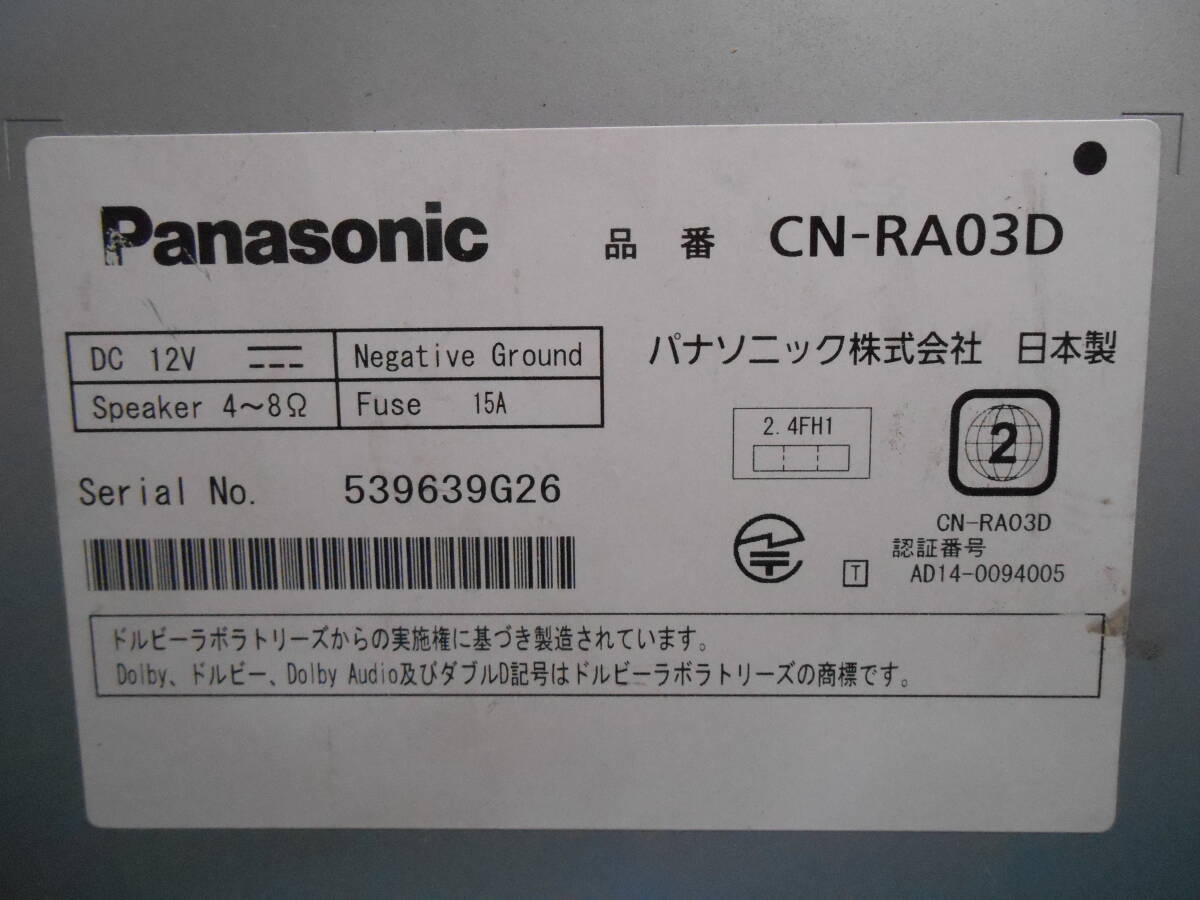 Panasonic 品番 CN-RA03D
DC 12V Negative Ground
Speaker 4～8Ω Fuse 15A
パナソニック株式会社 日本製
2.4FH1
2
Serial No. 539639G26
CN-RA03D
認証番号
T AD14-0094005
ドルビーラボラトリーズからの実施権に基づき製造されています。
Dolby、ドルビー、Dolby Audio及びダブルD記号はドルビーラボラトリーズの商標です。